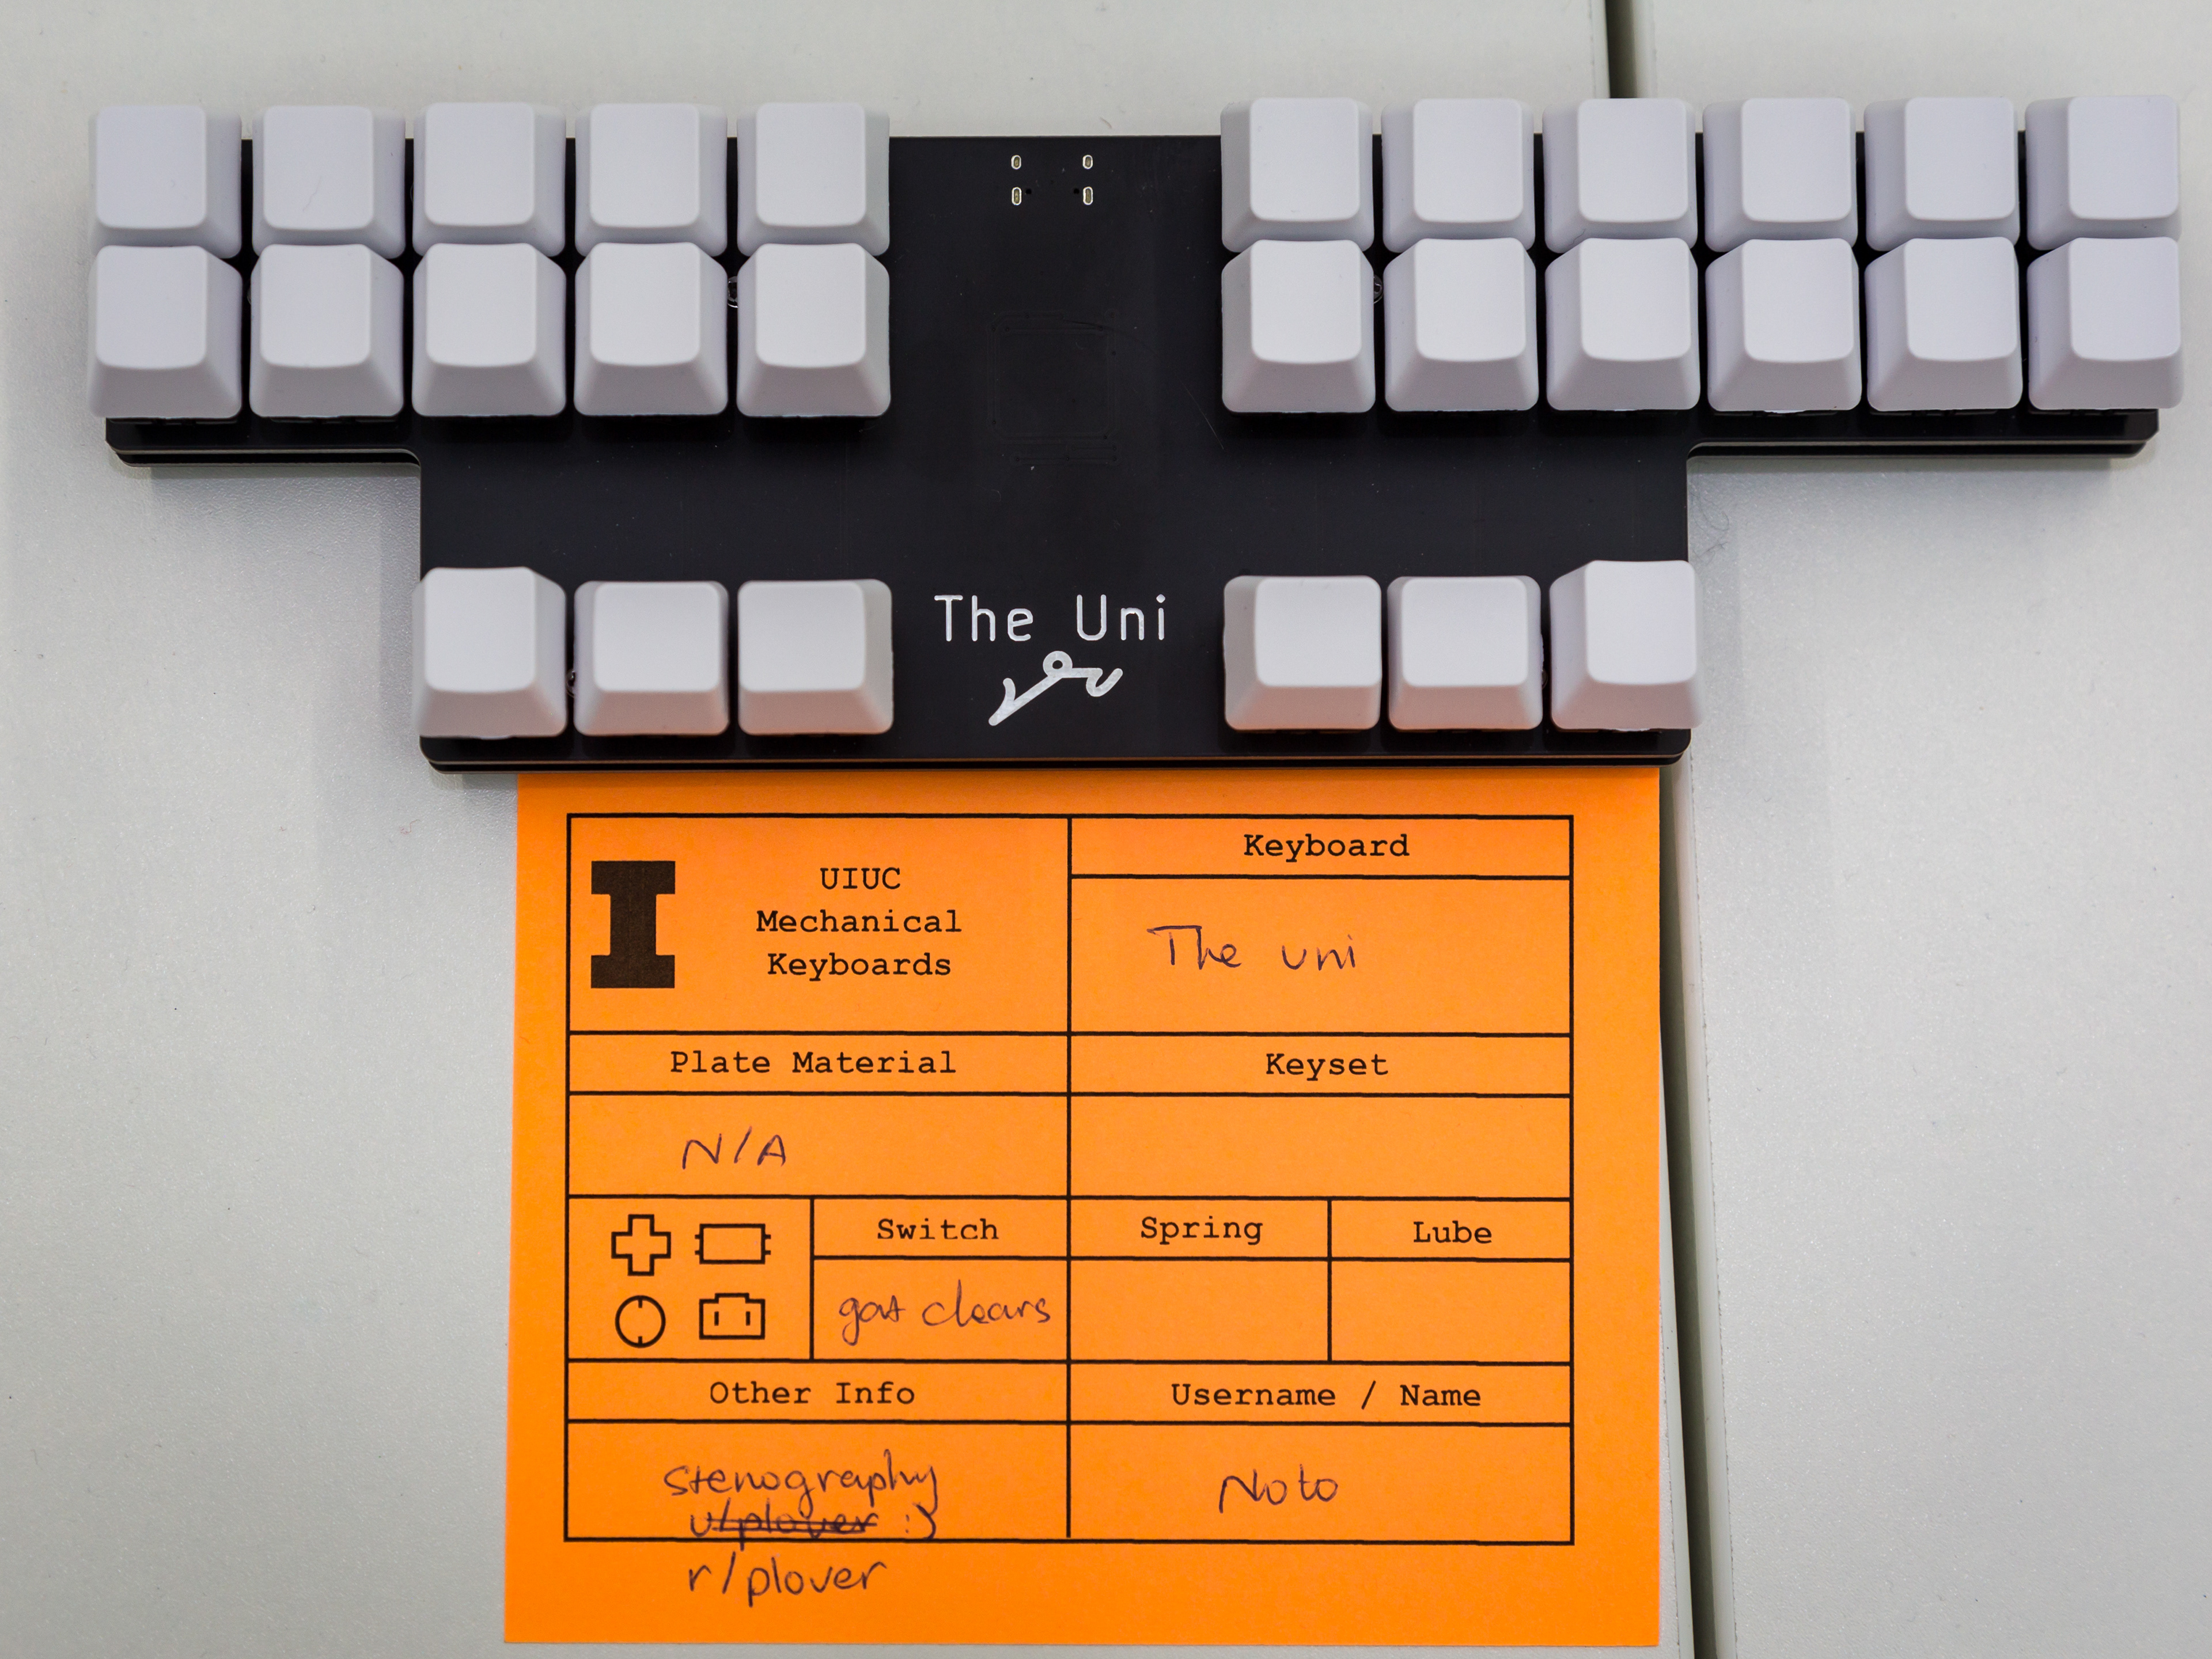 The Uni
UIUC
Mechanical
Keyboards
Keyboard
The uni
Plate Material
N/A
Keyset
Switch
gat clears
Spring
Lube
Other Info
stenography
u/plover :)
r/plover
Username / Name
Noto